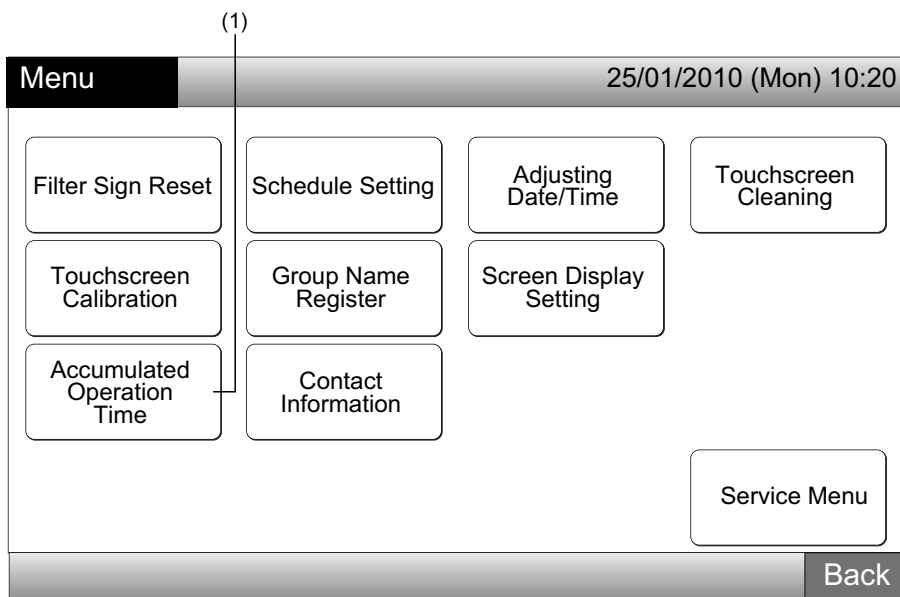 (1)
Menu
25/01/2010 (Mon) 10:20
Filter Sign Reset
Schedule Setting
Adjusting
Date/Time
Touchscreen
Cleaning
Touchscreen
Calibration
Group Name
Register
Screen Display
Setting
Accumulated
Operation
Time
Contact
Information
Service Menu
Back